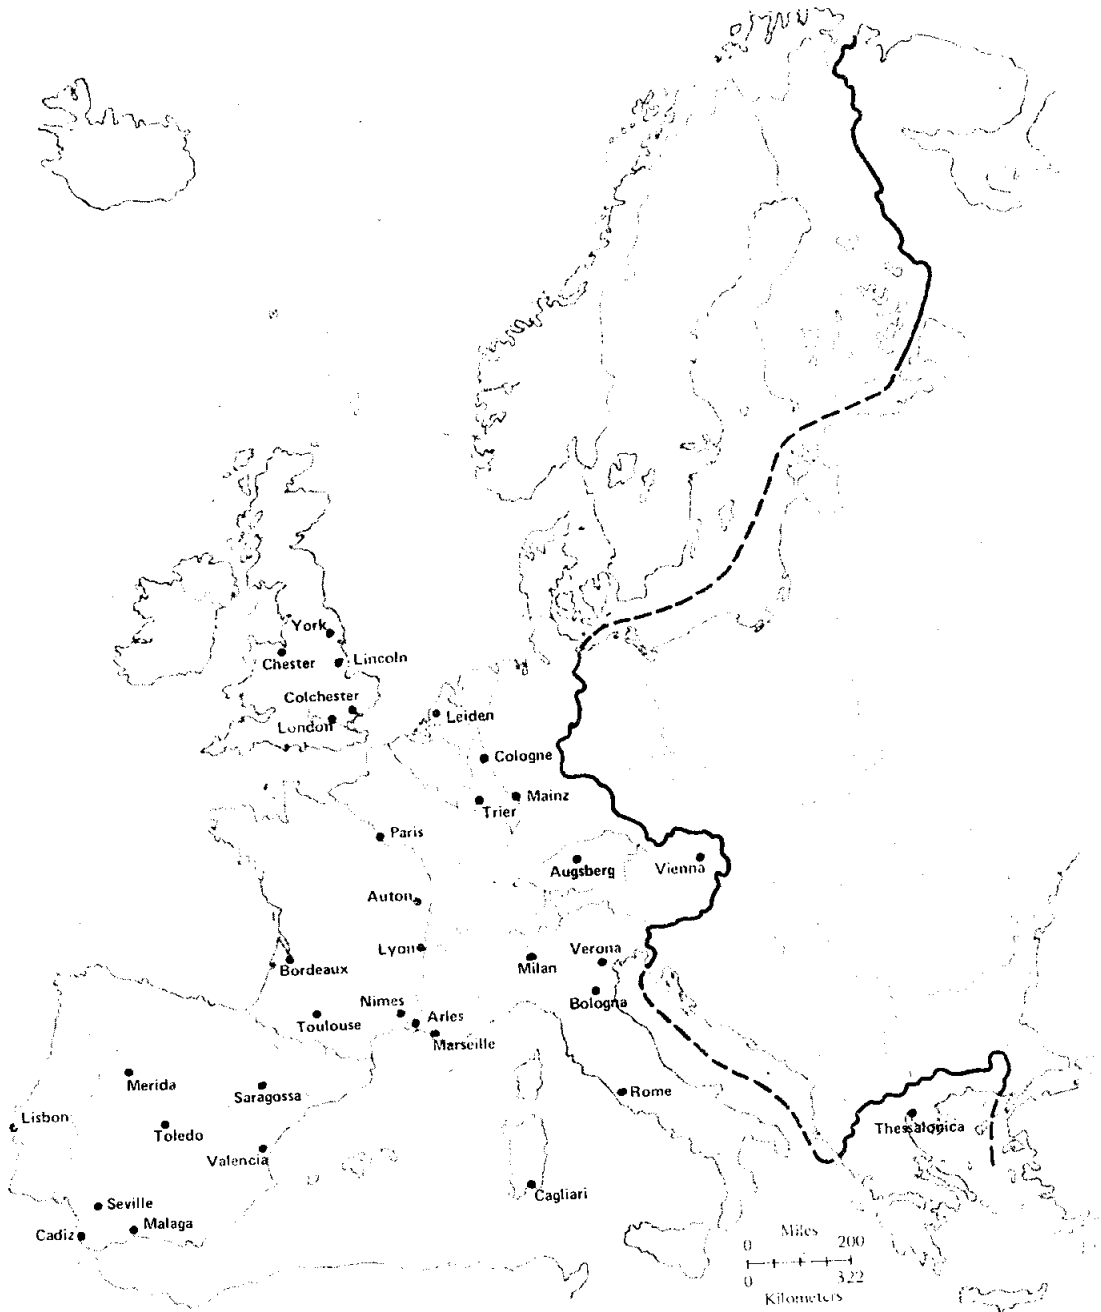 York
Chester
Lincoln
Colchester
London
Leiden
Cologne
Trier
Mainz
Paris
Augsberg
Vienna
Auton
Lyon
Verona
Milan
Bordeaux
Bologna
Nimes
Arles
Toulouse
Marseille
Merida
Saragossa
Rome
Lisbon
Toledo
Thessalonica
Valencia
Cagliari
Seville
Malaga
Cadiz
Miles
0 200
0 322
Kilometers